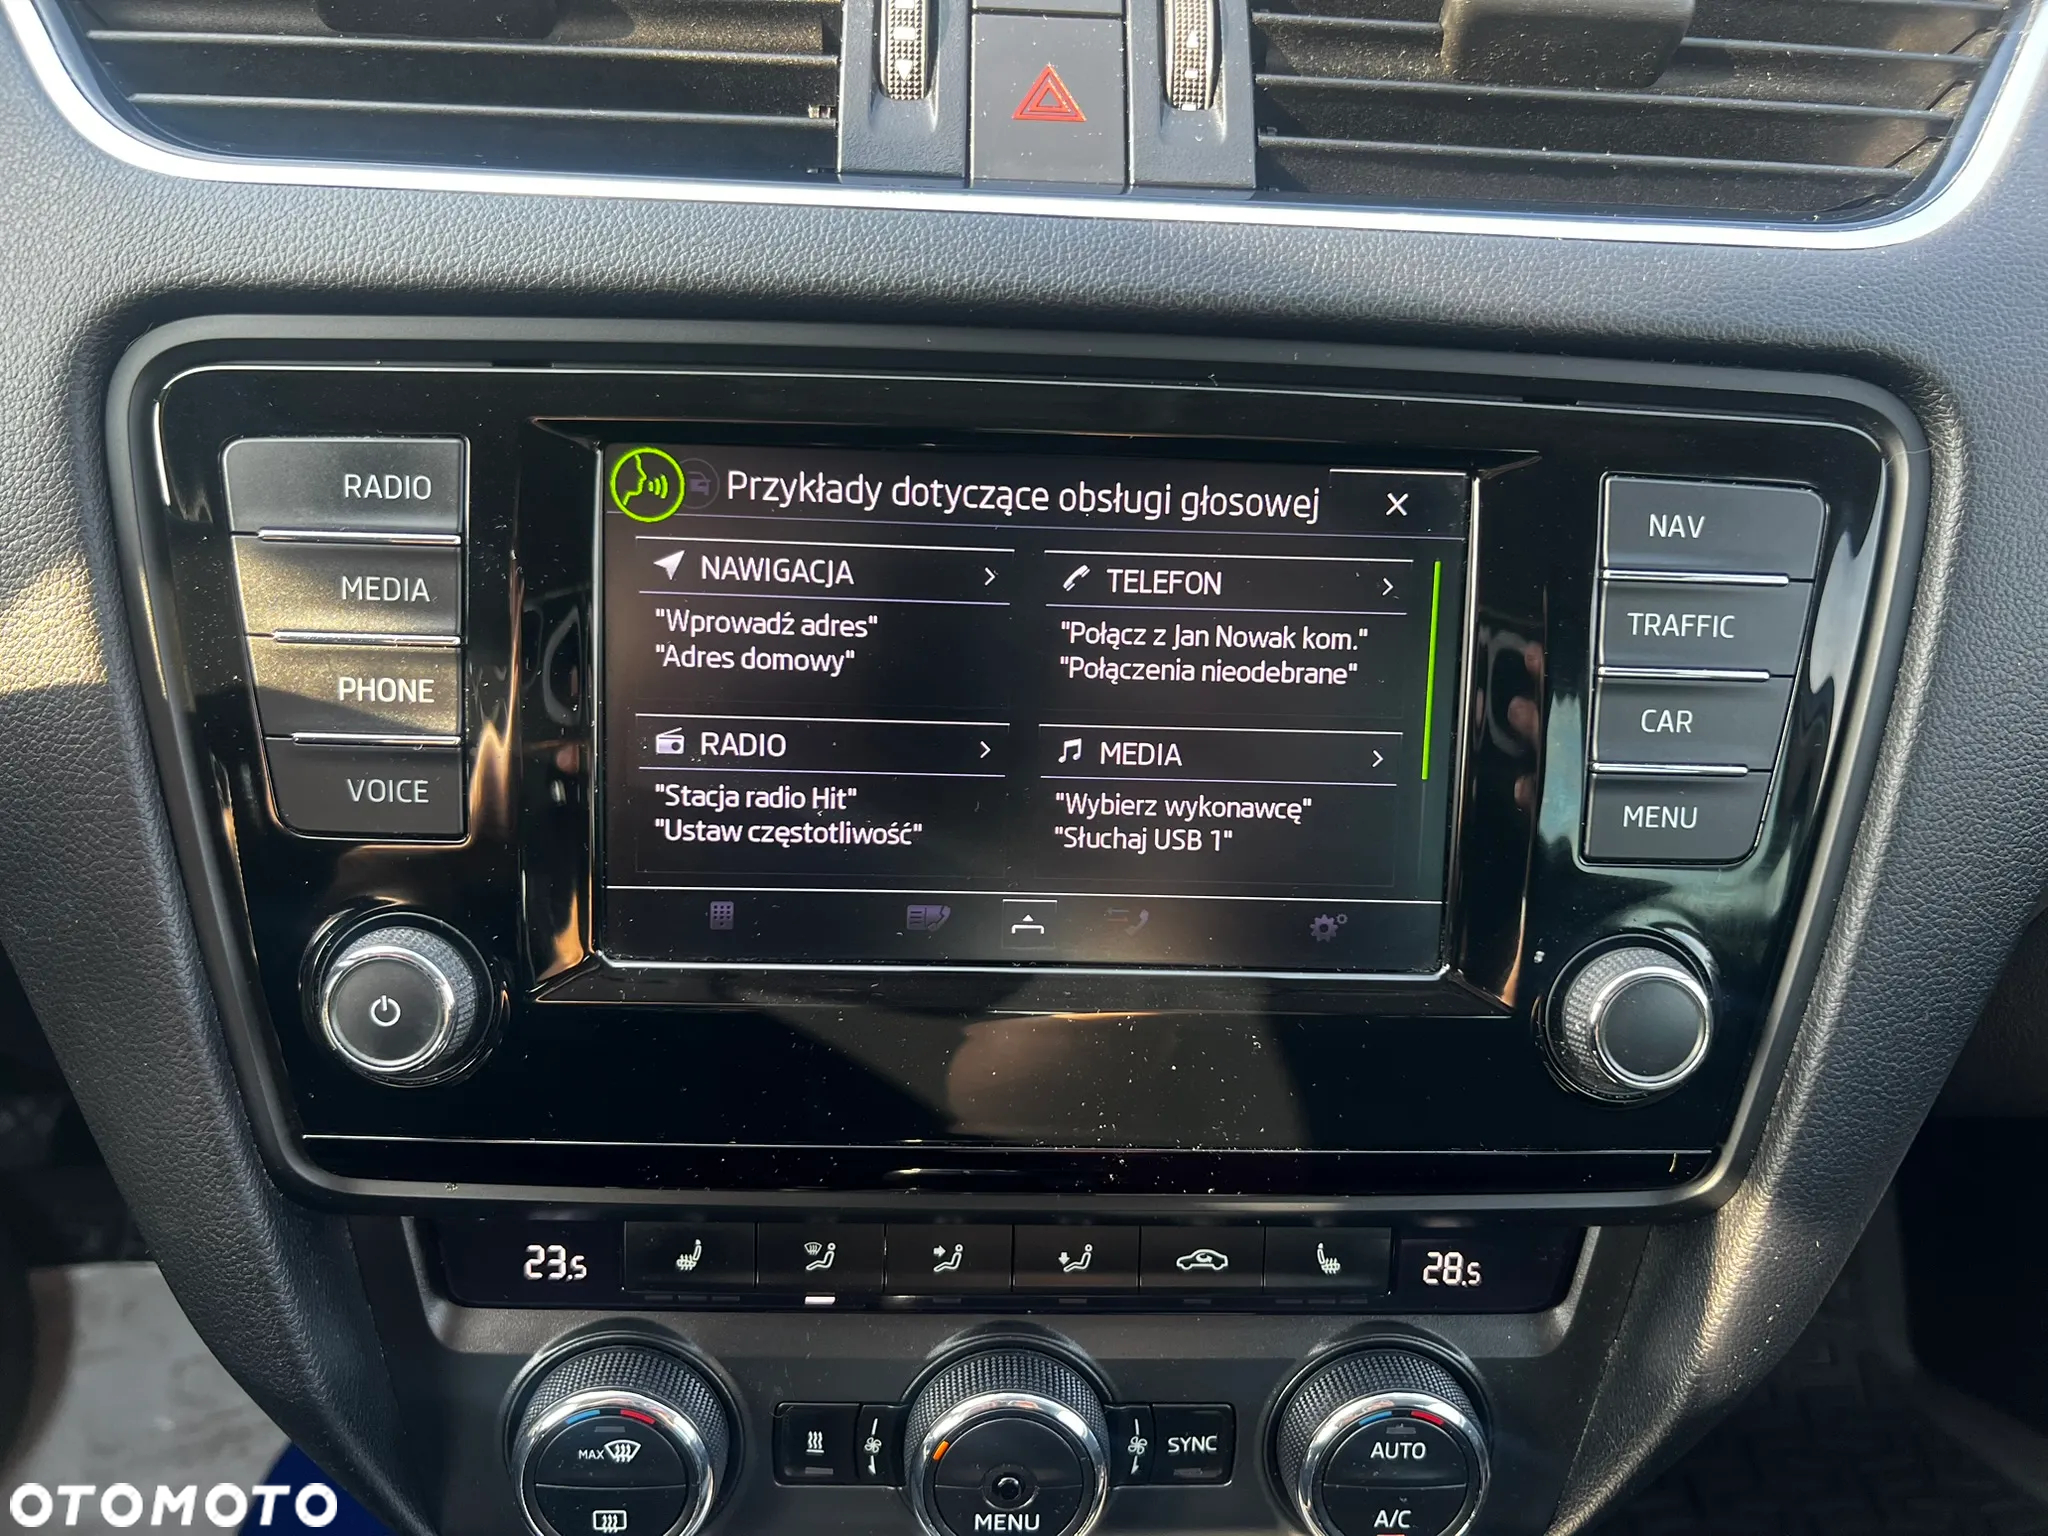 RADIO
MEDIA
PHONE
VOICE
Przykłady dotyczące obsługi głosowej
NAWIGACJA
"Wprowadź adres"
"Adres domowy"
TELEFON
"Połącz z Jan Nowak kom."
"Połączenia nieodebrane"
RADIO
"Stacja radio Hit"
"Ustaw częstotliwość"
MEDIA
"Wybierz wykonawcę"
"Słuchaj USB 1"
NAV
TRAFFIC
CAR
MENU
23.5
28.5
MAX
MENU
SYNC
AUTO
A/C
OTOMOTO